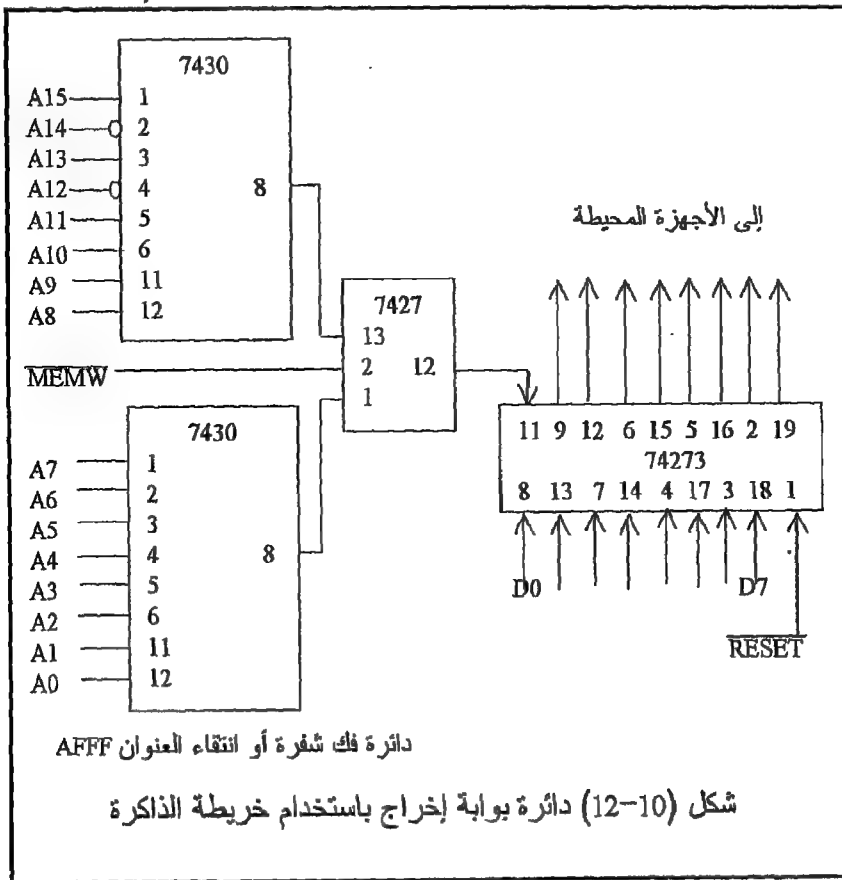 7430
A15 1
A14 2
A13 3
A12 4 8
A11 5
A10 6
A9 11
A8 12
إلى الأجهزة المحيطة
7427
13
MEMW 2 12
1
7430
A7 1
A6 2
A5 3
A4 4 8
A3 5
A2 6
A1 11
A0 12
11 9 12 6 15 5 16 2 19
74273
8 13 7 14 4 17 3 18 1
D0 D7
RESET
دائرة فك شفرة أو انتقاء العنوان AFFF
شكل (10-12) دائرة بوابة إخراج باستخدام خريطة الذاكرة